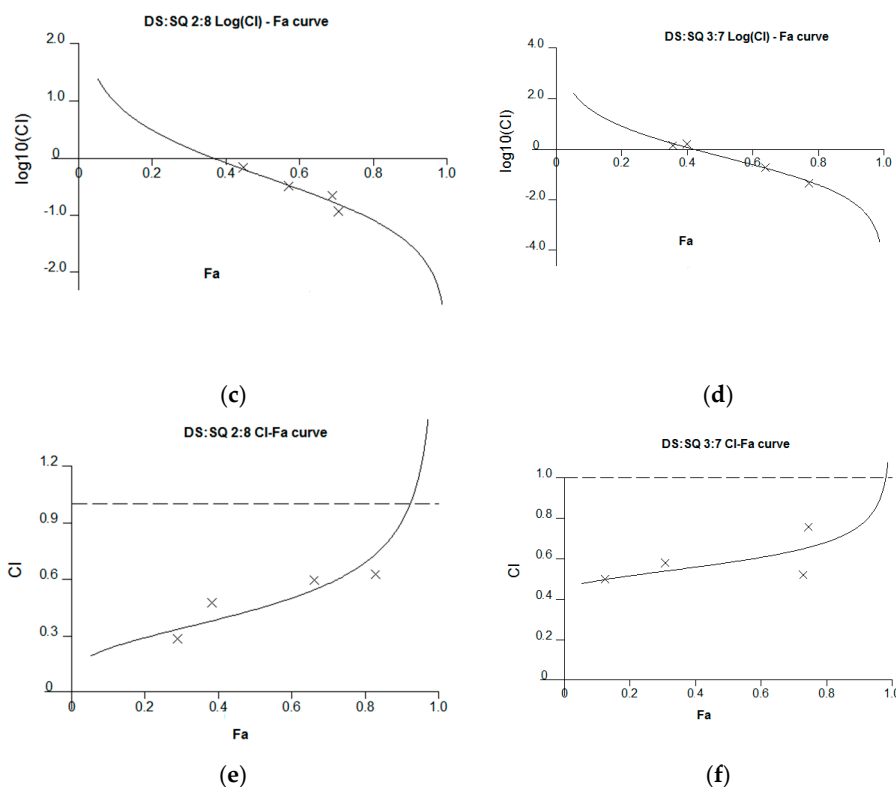 DS:SQ 2:8 Log(CI) - Fa curve
2.0
1.0
0
-1.0
-2.0
log10(CI)
0 0.2 0.4 0.6 0.8 1.0
Fa
(c)
DS:SQ 3:7 Log(CI) - Fa curve
4.0
2.0
0
-2.0
-4.0
log10(CI)
0 0.2 0.4 0.6 0.8 1.0
Fa
(d)
DS:SQ 2:8 CI-Fa curve
1.2
0.9
0.6
0.3
0
CI
0 0.2 0.4 0.6 0.8 1.0
Fa
(e)
DS:SQ 3:7 CI-Fa curve
1.0
0.8
0.6
0.4
0.2
0
CI
0 0.2 0.4 0.6 0.8 1.0
Fa
(f)